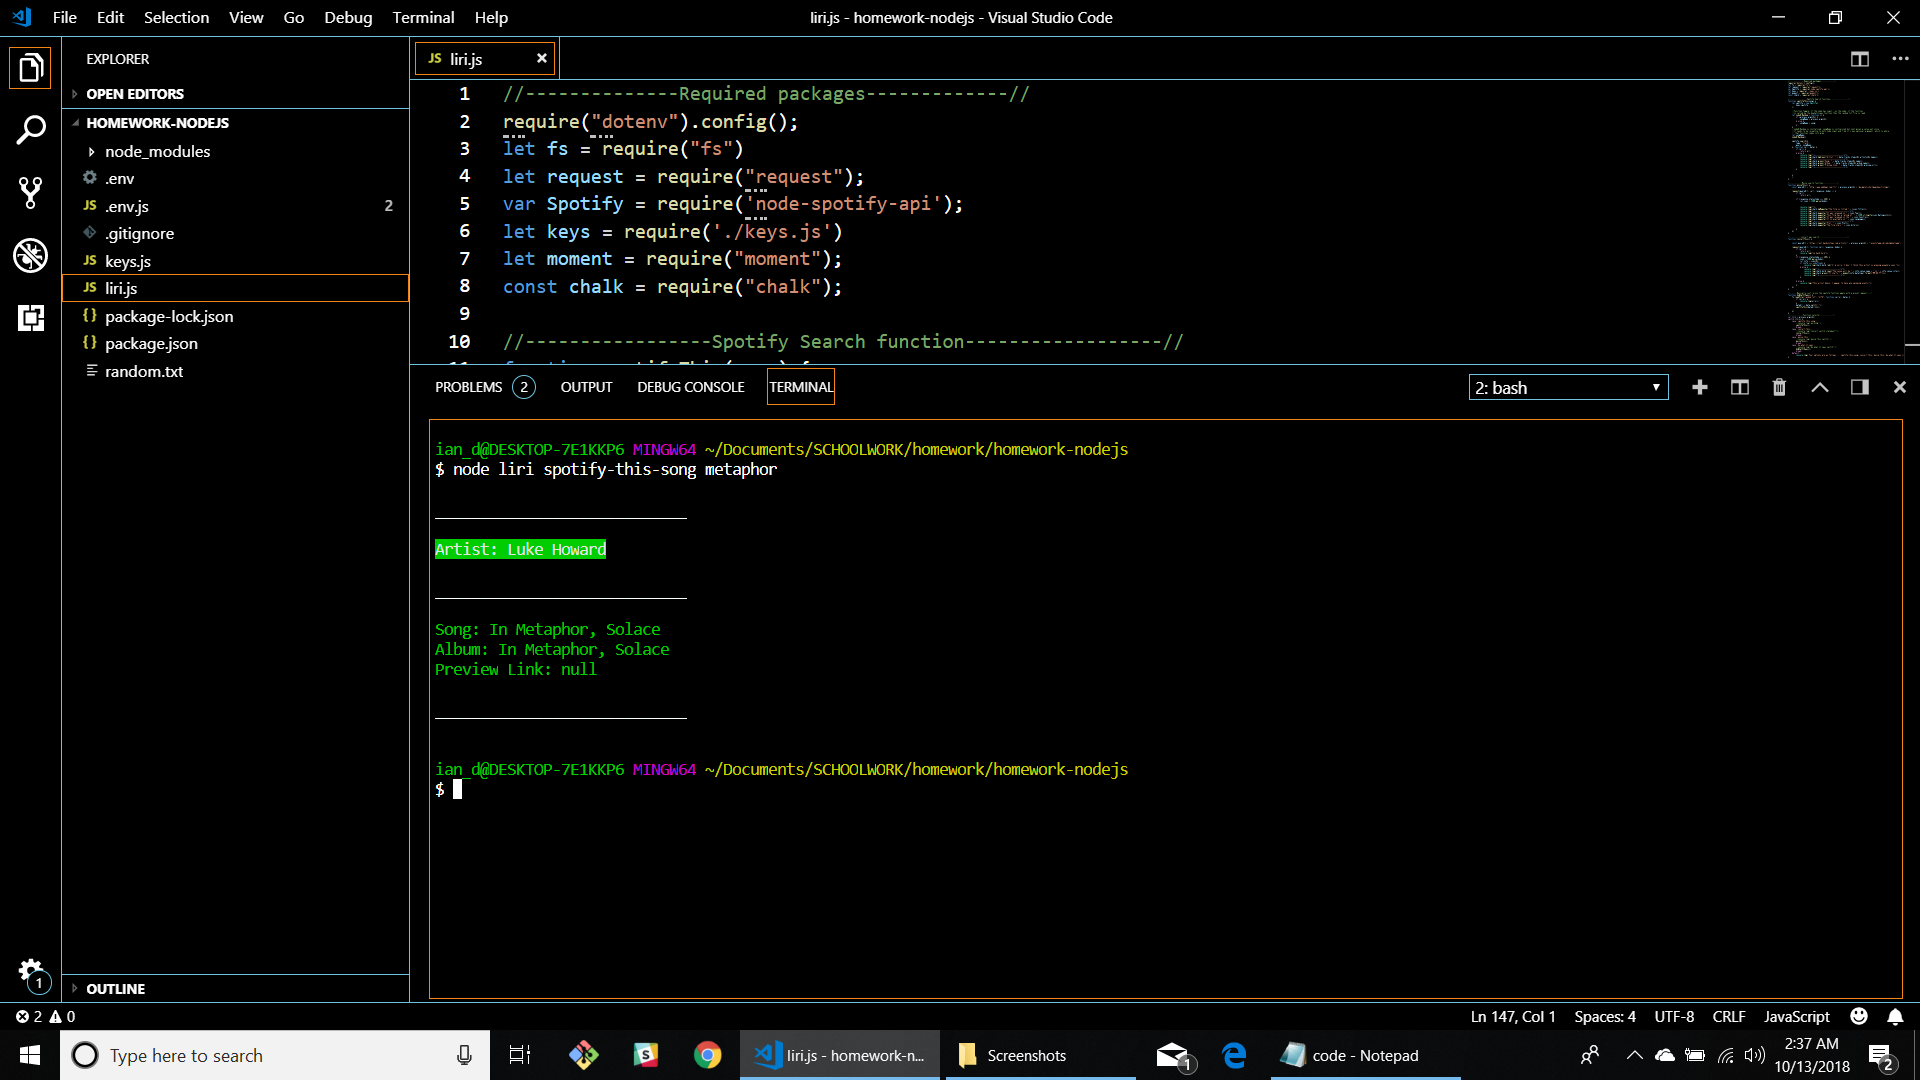 File Edit Selection View Go Debug Terminal Help
liri.js - homework-nodejs - Visual Studio Code
EXPLORER
OPEN EDITORS
HOMEWORK-NODEJS
node_modules
.env
JS .env.js 2
.gitignore
JS keys.js
JS liri.js
{} package-lock.json
{} package.json
random.txt
OUTLINE
1
JS liri.js
1 //--------------Required packages-------------//
2 require("dotenv").config();
3 let fs = require("fs")
4 let request = require("request");
5 var Spotify = require('node-spotify-api');
6 let keys = require('./keys.js')
7 let moment = require("moment");
8 const chalk = require("chalk");
9
10 //-----------------Spotify Search function------------------//
PROBLEMS 2 OUTPUT DEBUG CONSOLE TERMINAL
2: bash
ian_d@DESKTOP-7E1KKP6 MINGW64 ~/Documents/SCHOOLWORK/homework/homework-nodejs
$ node liri spotify-this-song metaphor
____________________________
Artist: Luke Howard
____________________________
Song: In Metaphor, Solace
Album: In Metaphor, Solace
Preview Link: null
____________________________
ian_d@DESKTOP-7E1KKP6 MINGW64 ~/Documents/SCHOOLWORK/homework/homework-nodejs
$
2 0
Ln 147, Col 1 Spaces: 4 UTF-8 CRLF JavaScript
Type here to search
liri.js - homework-n...
Screenshots
1
code - Notepad
2:37 AM
10/13/2018
2